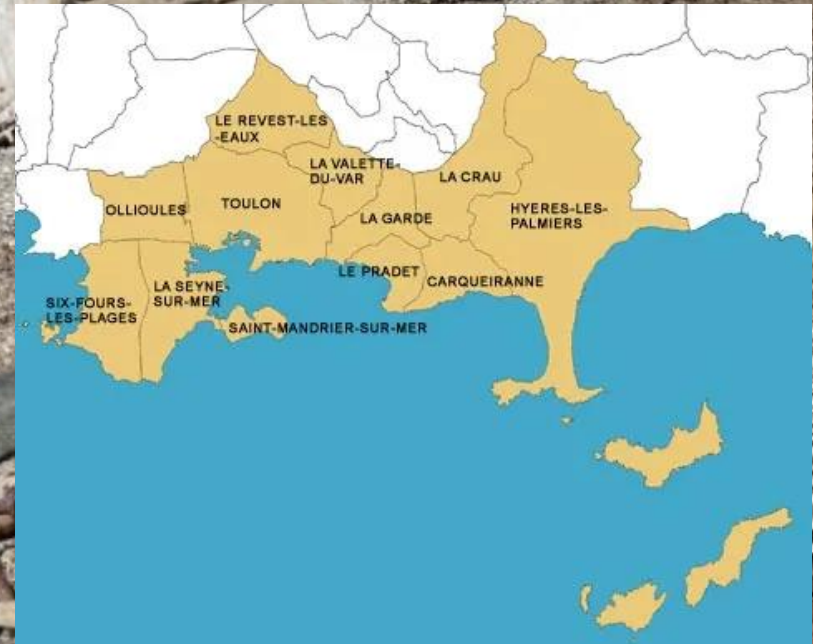 LE REVEST-LES
-EAUX
LA VALETTE-
DU-VAR
LA CRAU
OLLIOULES
TOULON
LA GARDE
HYERES-LES-
PALMIERS
LE PRADET
CARQUEIRANNE
LA SEYNE-
SUR-MER
SIX-FOURS-
LES-PLAGES
SAINT-MANDRIER-SUR-MER